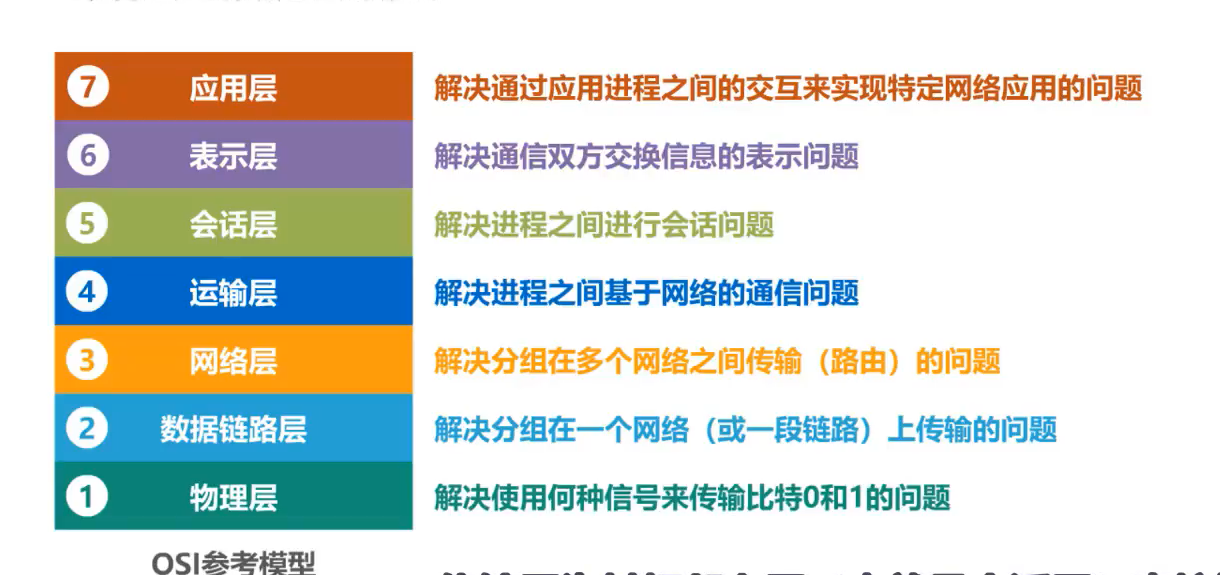 7 应用层 解决通过应用进程之间的交互来实现特定网络应用的问题
6 表示层 解决通信双方交换信息的表示问题
5 会话层 解决进程之间进行会话问题
4 运输层 解决进程之间基于网络的通信问题
3 网络层 解决分组在多个网络之间传输（路由）的问题
2 数据链路层 解决分组在一个网络（或一段链路）上传输的问题
1 物理层 解决使用何种信号来传输比特0和1的问题
OSI参考模型